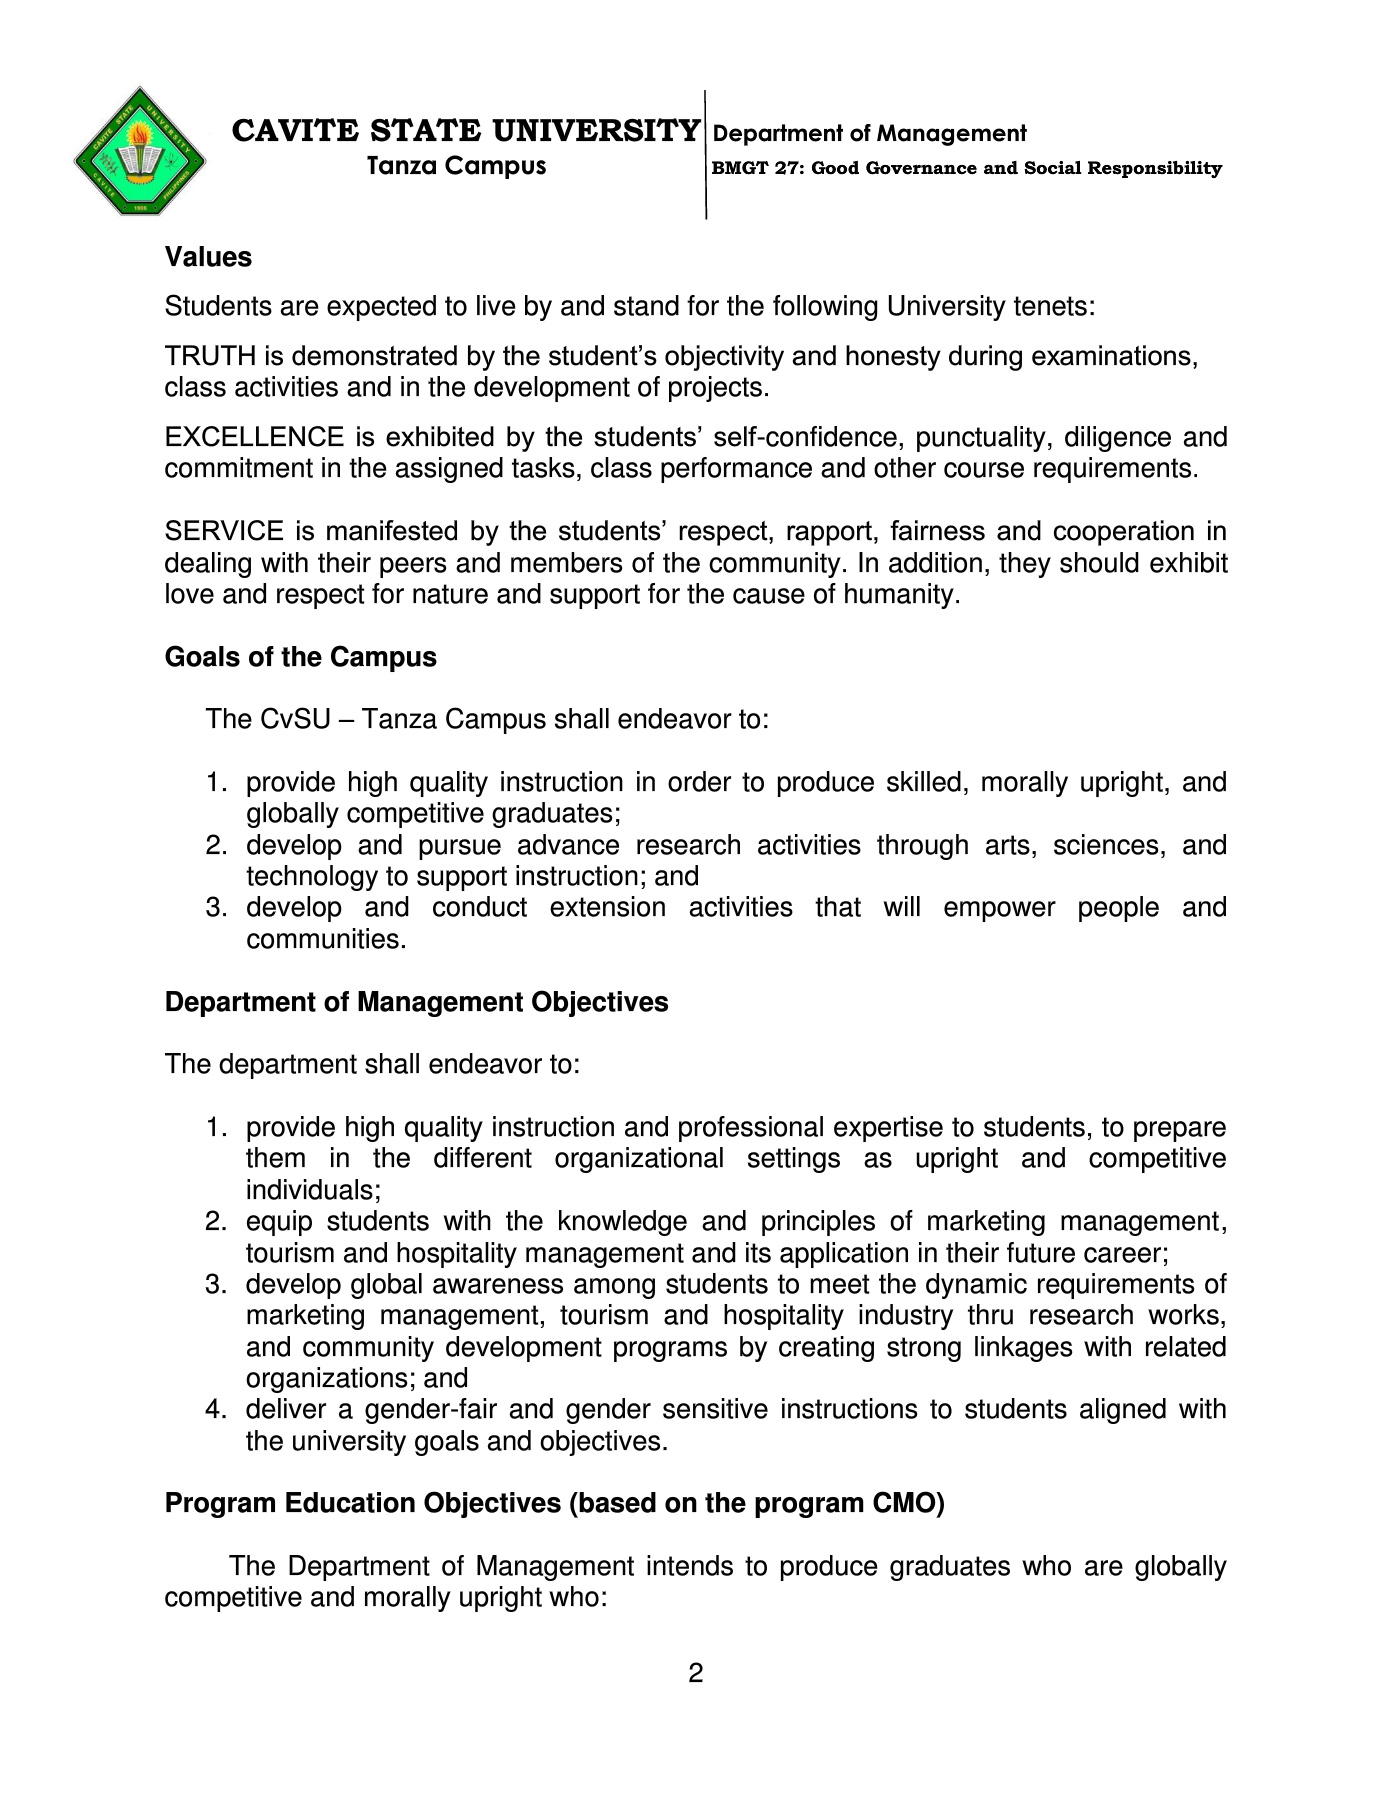 CAVITE STATE UNIVERSITY
Tanza Campus
Department of Management
BMGT 27: Good Governance and Social Responsibility
CAVITE STATE UNIVERSITY
CAVITE
PHILIPPINES
1906
Values
Students are expected to live by and stand for the following University tenets:
TRUTH is demonstrated by the student’s objectivity and honesty during examinations,
class activities and in the development of projects.
EXCELLENCE is exhibited by the students’ self-confidence, punctuality, diligence and
commitment in the assigned tasks, class performance and other course requirements.
SERVICE is manifested by the students’ respect, rapport, fairness and cooperation in
dealing with their peers and members of the community. In addition, they should exhibit
love and respect for nature and support for the cause of humanity.
Goals of the Campus
The CvSU – Tanza Campus shall endeavor to:
1. provide high quality instruction in order to produce skilled, morally upright, and
globally competitive graduates;
2. develop and pursue advance research activities through arts, sciences, and
technology to support instruction; and
3. develop and conduct extension activities that will empower people and
communities.
Department of Management Objectives
The department shall endeavor to:
1. provide high quality instruction and professional expertise to students, to prepare
them in the different organizational settings as upright and competitive
individuals;
2. equip students with the knowledge and principles of marketing management,
tourism and hospitality management and its application in their future career;
3. develop global awareness among students to meet the dynamic requirements of
marketing management, tourism and hospitality industry thru research works,
and community development programs by creating strong linkages with related
organizations; and
4. deliver a gender-fair and gender sensitive instructions to students aligned with
the university goals and objectives.
Program Education Objectives (based on the program CMO)
The Department of Management intends to produce graduates who are globally
competitive and morally upright who:
2